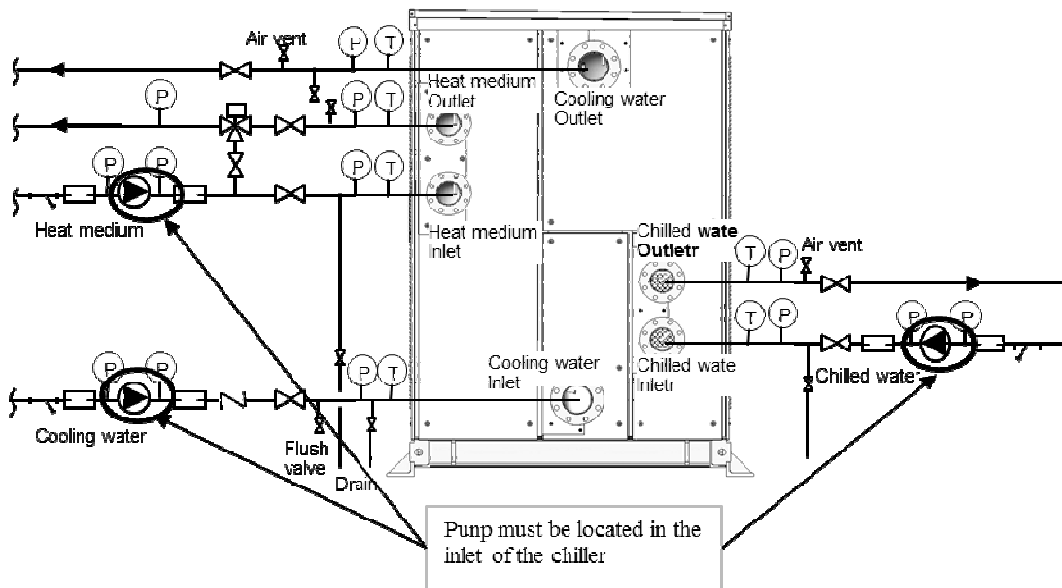 Air vent
P
T
Heat medium
Outlet
Cooling water
Outlet
P
P
T
P
P
P
T
Heat medium
Heat medium
Inlet
Chilled wate
Outletr
Air vent
T
P
T
P
P
P
Chilled wate
Inletr
Chilled water
Cooling water
Inlet
P
P
P
T
Cooling water
Flush
valve
Drain
Punp must be located in the
inlet of the chiller